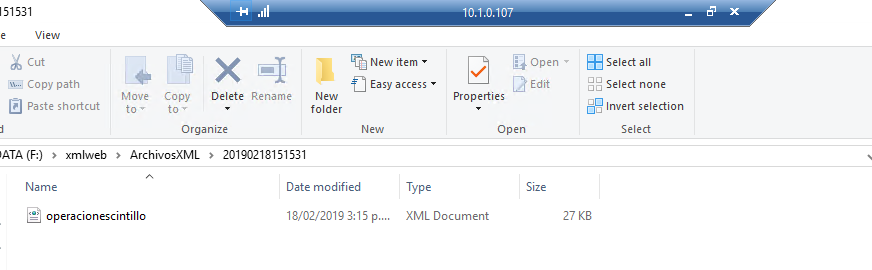 151531
10.1.0.107
e View
Cut
Copy path
Paste shortcut
Move to
Copy to
Delete
Rename
New folder
New item
Easy access
Properties
Open
Edit
Select all
Select none
Invert selection
Organize
New
Open
Select
DATA (F:) xmlweb ArchivosXML 20190218151531
Name Date modified Type Size
operacionescintillo 18/02/2019 3:15 p.... XML Document 27 KB